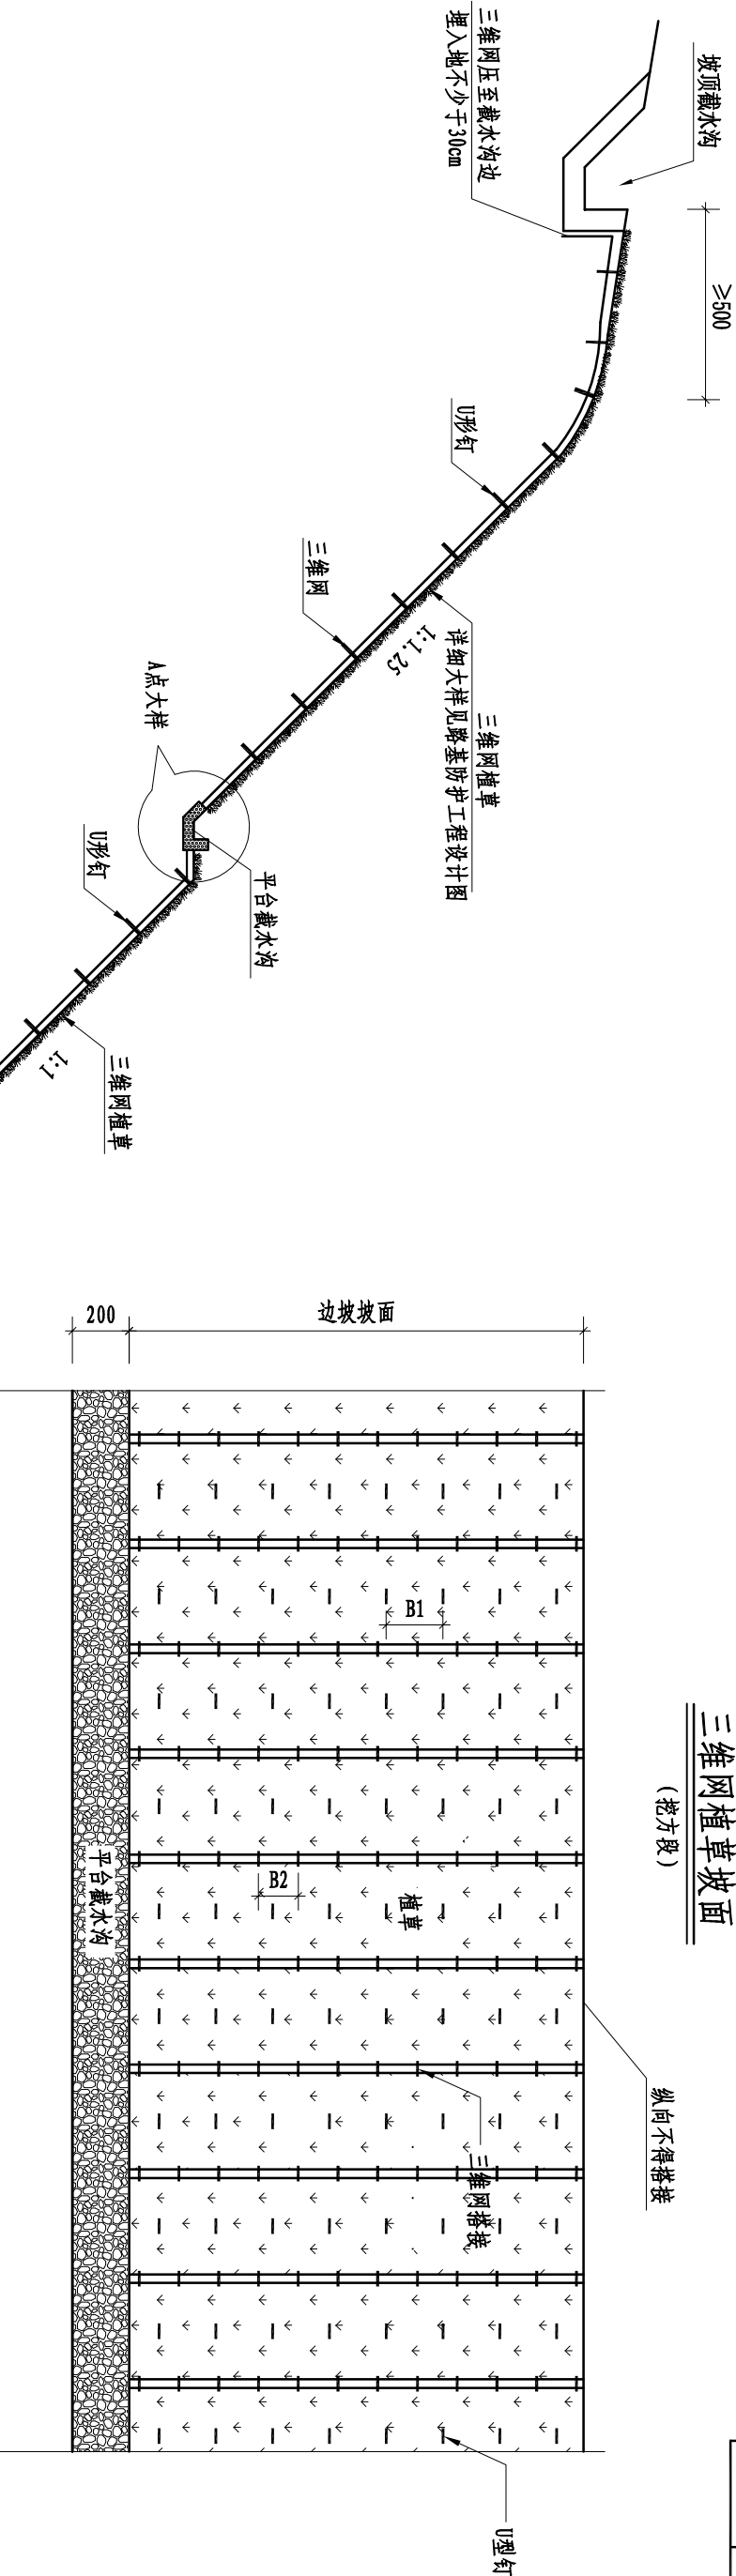 坡顶截水沟
≥500
三维网压至截水沟边
埋入地不少于30cm
U形钉
三维网
三维网植草
详细大样见路基防护工程设计图
1:1.25
A点大样
平台截水沟
U形钉
三维网植草
1:1
三维网植草坡面
(挖方段)
200
边坡坡面
B1
B2
植草
平台截水沟
纵向不得搭接
三维网搭接
U型钉